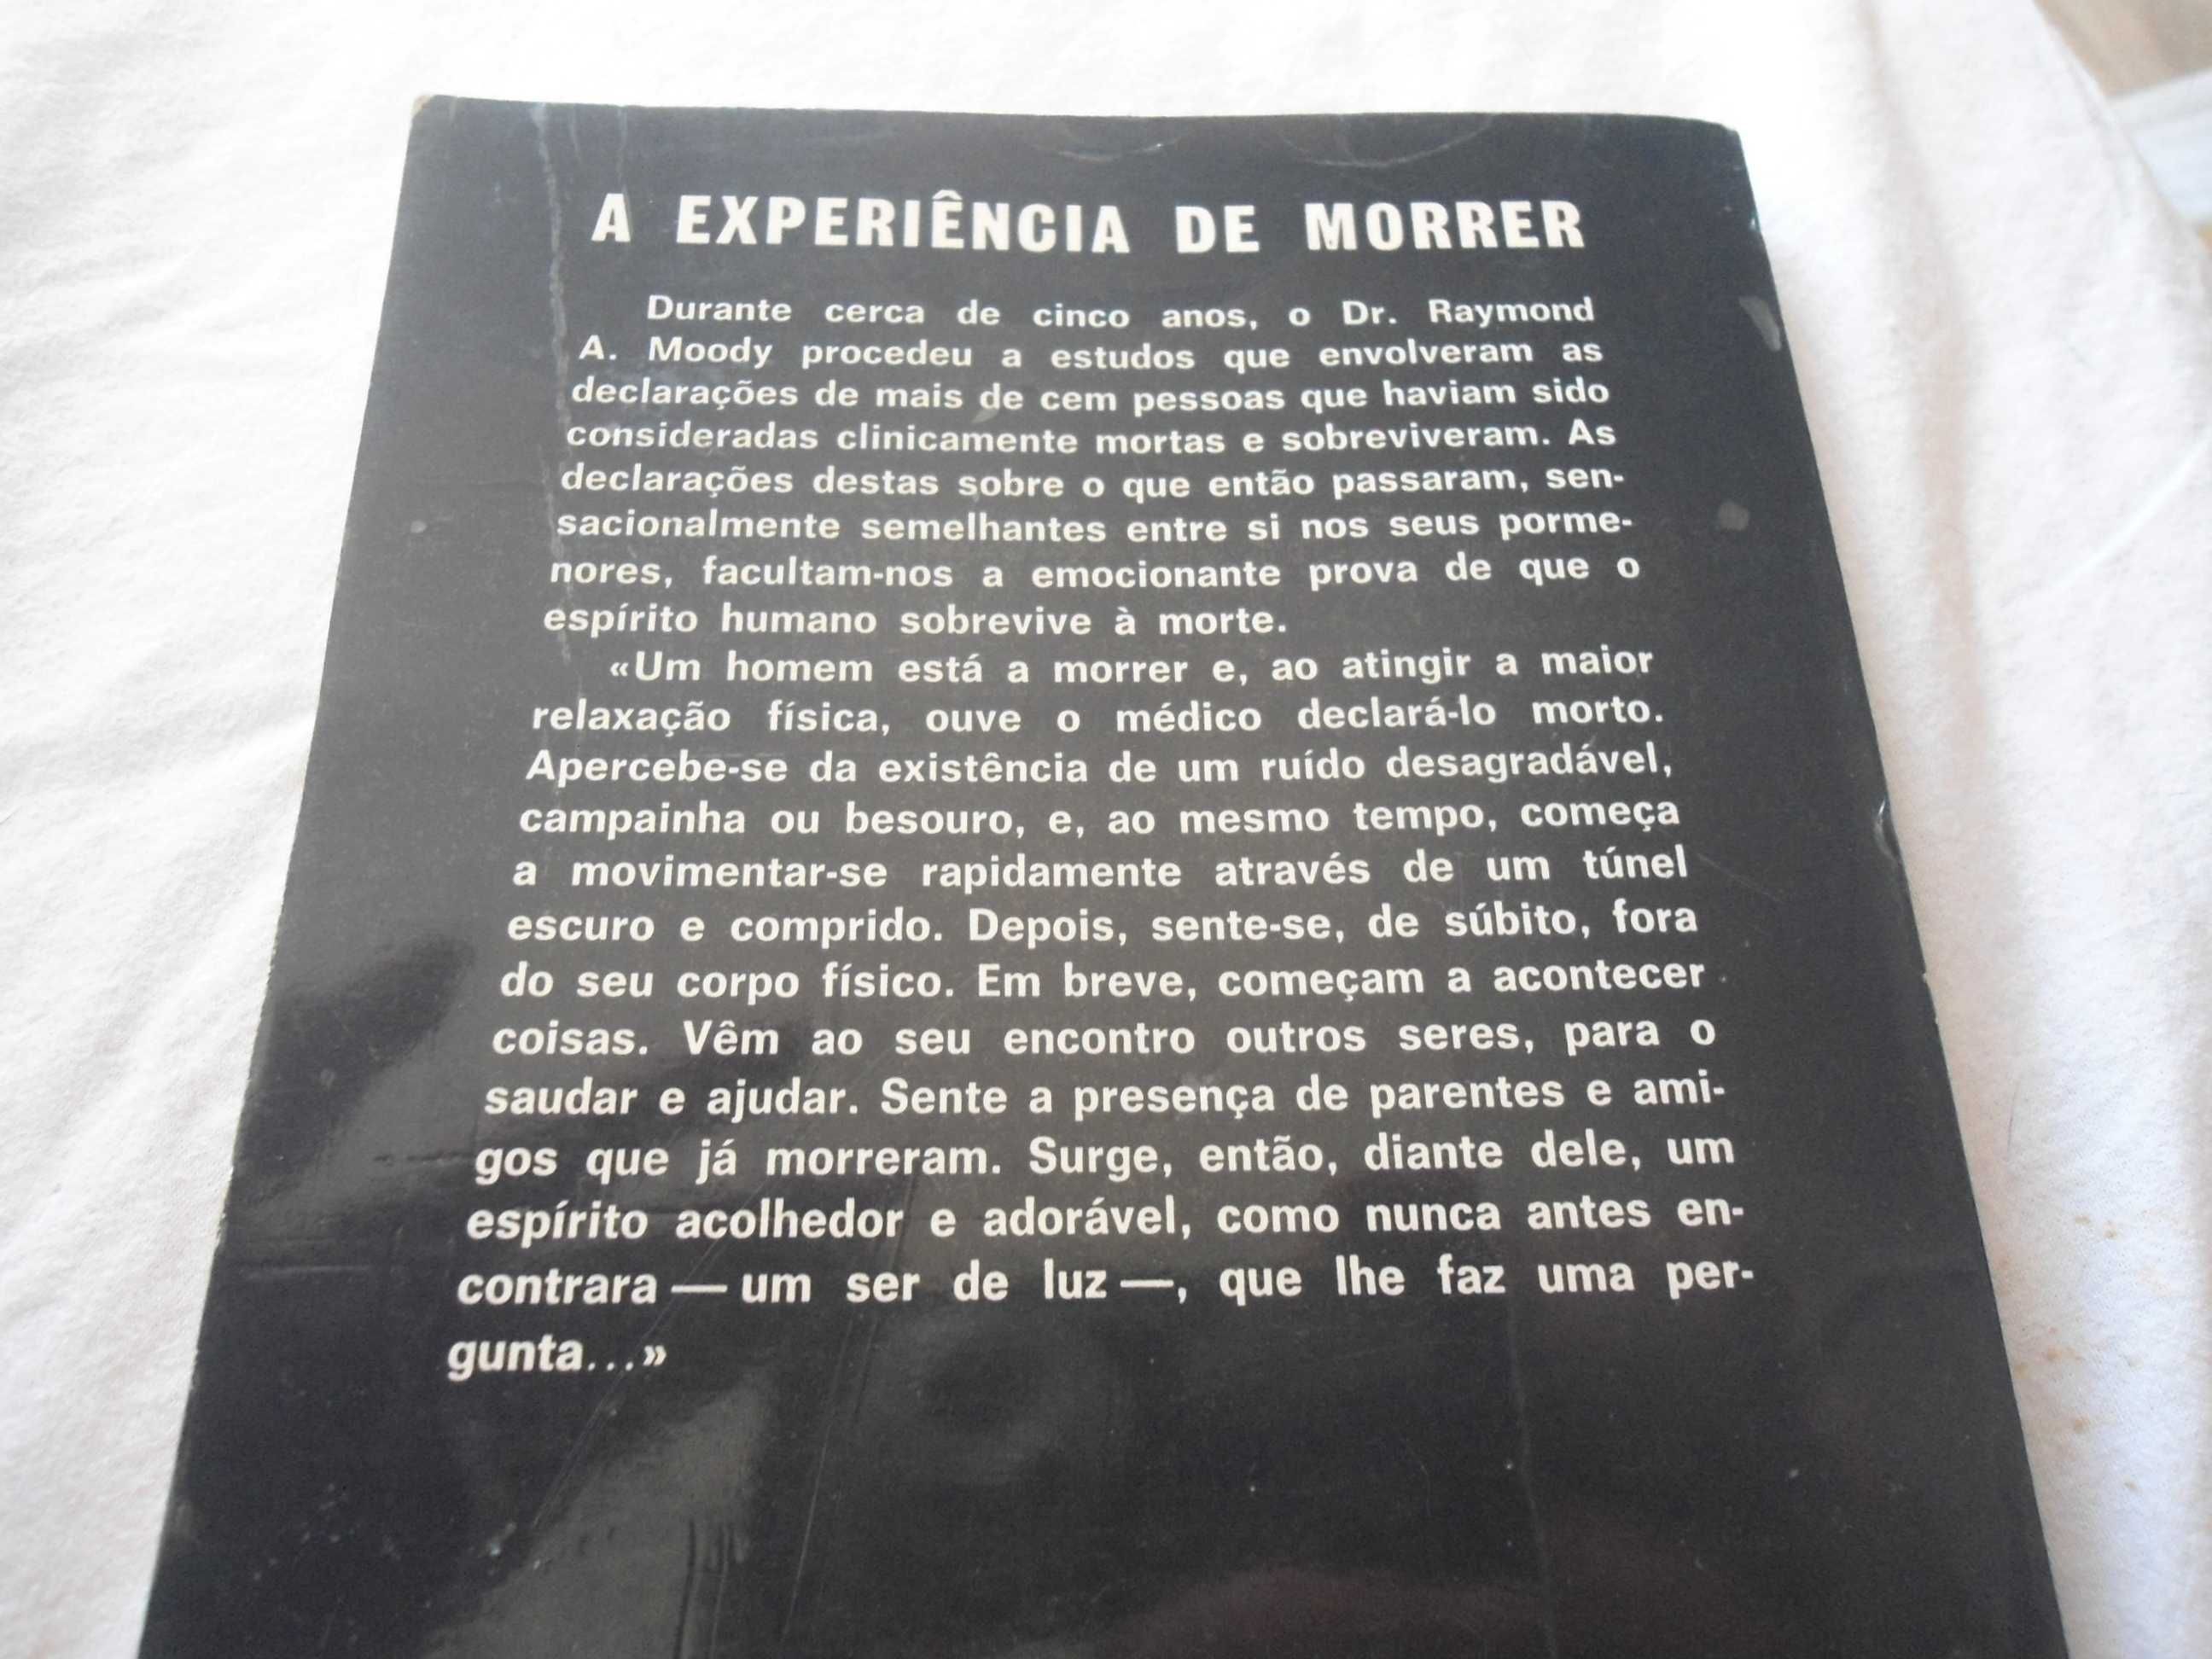 A EXPERIÊNCIA DE MORRER
Durante cerca de cinco anos, o Dr. Raymond
A. Moody procedeu a estudos que envolveram as
declarações de mais de cem pessoas que haviam sido
consideradas clinicamente mortas e sobreviveram. As
declarações destas sobre o que então passaram, sen-
sacionalmente semelhantes entre si nos seus porme-
nores, facultam-nos a emocionante prova de que o
espírito humano sobrevive à morte.
«Um homem está a morrer e, ao atingir a maior
relaxação física, ouve o médico declará-lo morto.
Apercebe-se da existência de um ruído desagradável,
campainha ou besouro, e, ao mesmo tempo, começa
a movimentar-se rapidamente através de um túnel
escuro e comprido. Depois, sente-se, de súbito, fora
do seu corpo físico. Em breve, começam a acontecer
coisas. Vêm ao seu encontro outros seres, para o
saudar e ajudar. Sente a presença de parentes e ami-
gos que já morreram. Surge, então, diante dele, um
espírito acolhedor e adorável, como nunca antes en-
contrara — um ser de luz —, que lhe faz uma per-
gunta...»